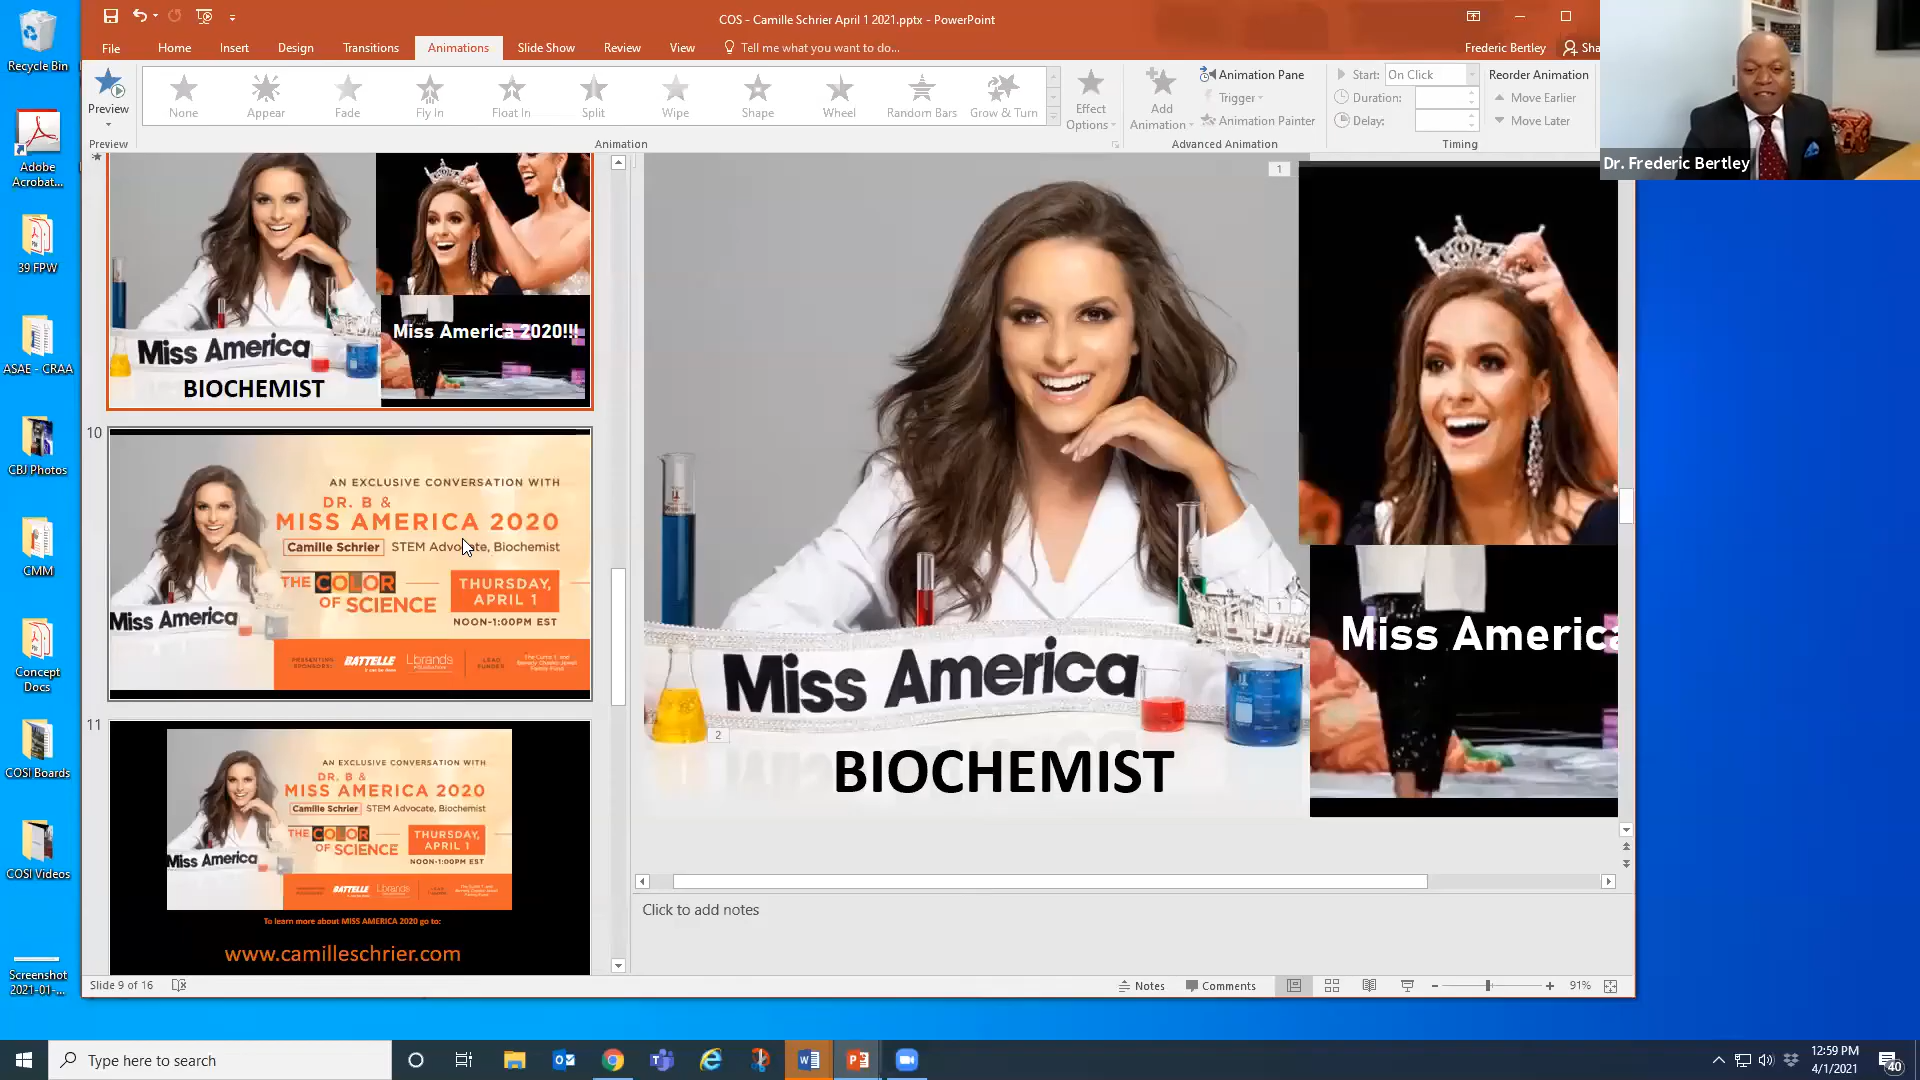 COS - Camille Schrier April 1 2021.pptx - PowerPoint
File Home Insert Design Transitions Animations Slide Show Review View Tell me what you want to do... Frederic Bertley Sha
Preview
None Appear Fade Fly In Float In Split Wipe Shape Wheel Random Bars Grow & Turn
Effect Options
Add Animation
Animation Pane
Trigger
Animation Painter
Start: On Click
Duration:
Delay:
Reorder Animation
Move Earlier
Move Later
Preview Animation Advanced Animation Timing
Dr. Frederic Bertley
Recycle Bin
Adobe
Acrobat...
39 FPW
ASAE - CRAA
CBJ Photos
CMM
Concept
Docs
COSI Boards
COSI Videos
Screenshot
2021-01-...
Miss America 2020!!!
Miss America
BIOCHEMIST
10
AN EXCLUSIVE CONVERSATION WITH
DR. B &
MISS AMERICA 2020
Camille Schrier STEM Advocate, Biochemist
THE COLOR
OF SCIENCE
THURSDAY,
APRIL 1
NOON-1:00PM EST
Miss America
BATTELLE
Lbrands
LEAD
FUNDER
11
AN EXCLUSIVE CONVERSATION WITH
DR. B &
MISS AMERICA 2020
Camille Schrier STEM Advocate, Biochemist
THE COLOR
OF SCIENCE
THURSDAY,
APRIL 1
NOON-1:00PM EST
Miss America
BATTELLE
Lbrands
To learn more about MISS AMERICA 2020 go to:
www.camilleschrier.com
1
1
Miss America
Miss America
2
BIOCHEMIST
Click to add notes
Slide 9 of 16
Notes Comments 91%
Type here to search
12:59 PM
4/1/2021
40